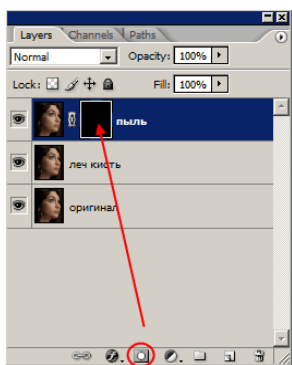 Layers Channels Paths
Normal Opacity: 100%
Lock: Fill: 100%
пыль
леч кисть
оригинал